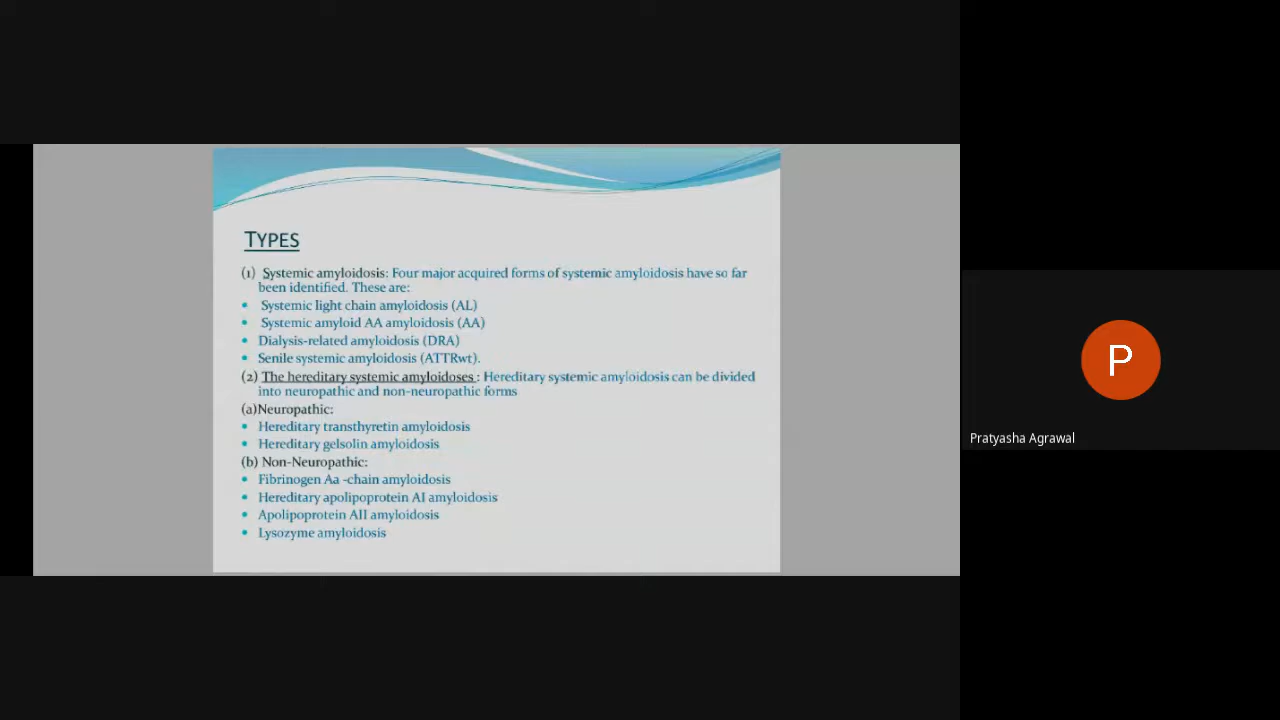 TYPES
(1) Systemic amyloidosis: Four major acquired forms of systemic amyloidosis have so far
been identified. These are:
• Systemic light chain amyloidosis (AL)
• Systemic amyloid AA amyloidosis (AA)
• Dialysis-related amyloidosis (DRA)
• Senile systemic amyloidosis (ATTRwt).
(2) The hereditary systemic amyloidoses : Hereditary systemic amyloidosis can be divided
into neuropathic and non-neuropathic forms
(a)Neuropathic:
• Hereditary transthyretin amyloidosis
• Hereditary gelsolin amyloidosis
(b) Non-Neuropathic:
• Fibrinogen Aa -chain amyloidosis
• Hereditary apolipoprotein AI amyloidosis
• Apolipoprotein AII amyloidosis
• Lysozyme amyloidosis
P
Pratyasha Agrawal